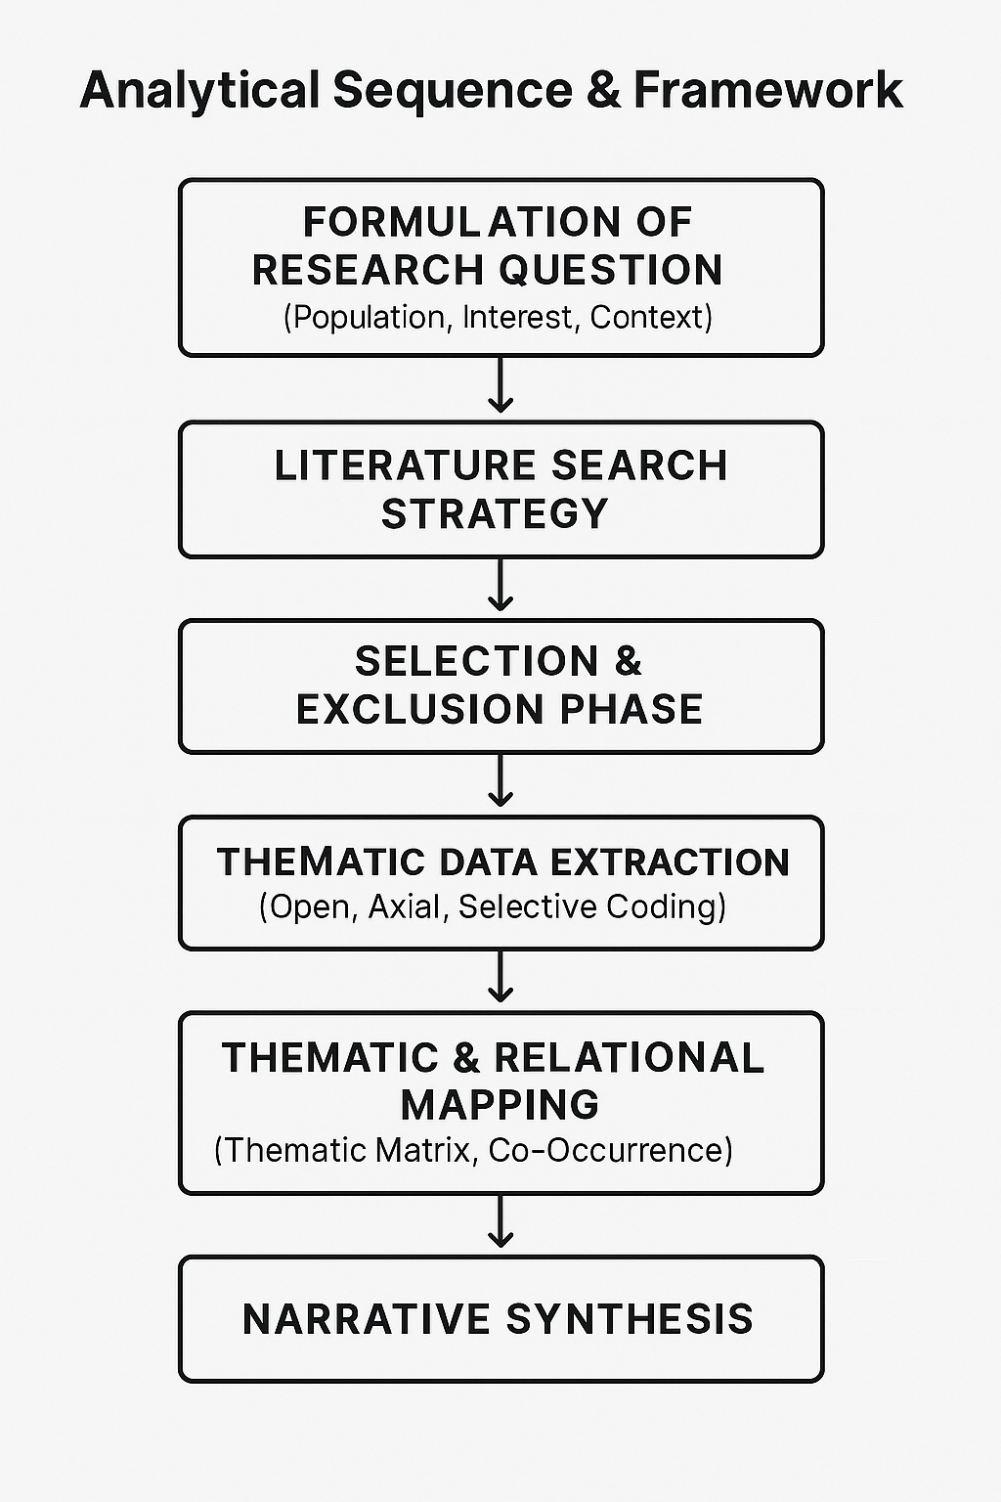 Analytical Sequence & Framework
FORMULATION OF
RESEARCH QUESTION
(Population, Interest, Context)
LITERATURE SEARCH
STRATEGY
SELECTION &
EXCLUSION PHASE
THEMATIC DATA EXTRACTION
(Open, Axial, Selective Coding)
THEMATIC & RELATIONAL
MAPPING
(Thematic Matrix, Co-Occurrence)
NARRATIVE SYNTHESIS